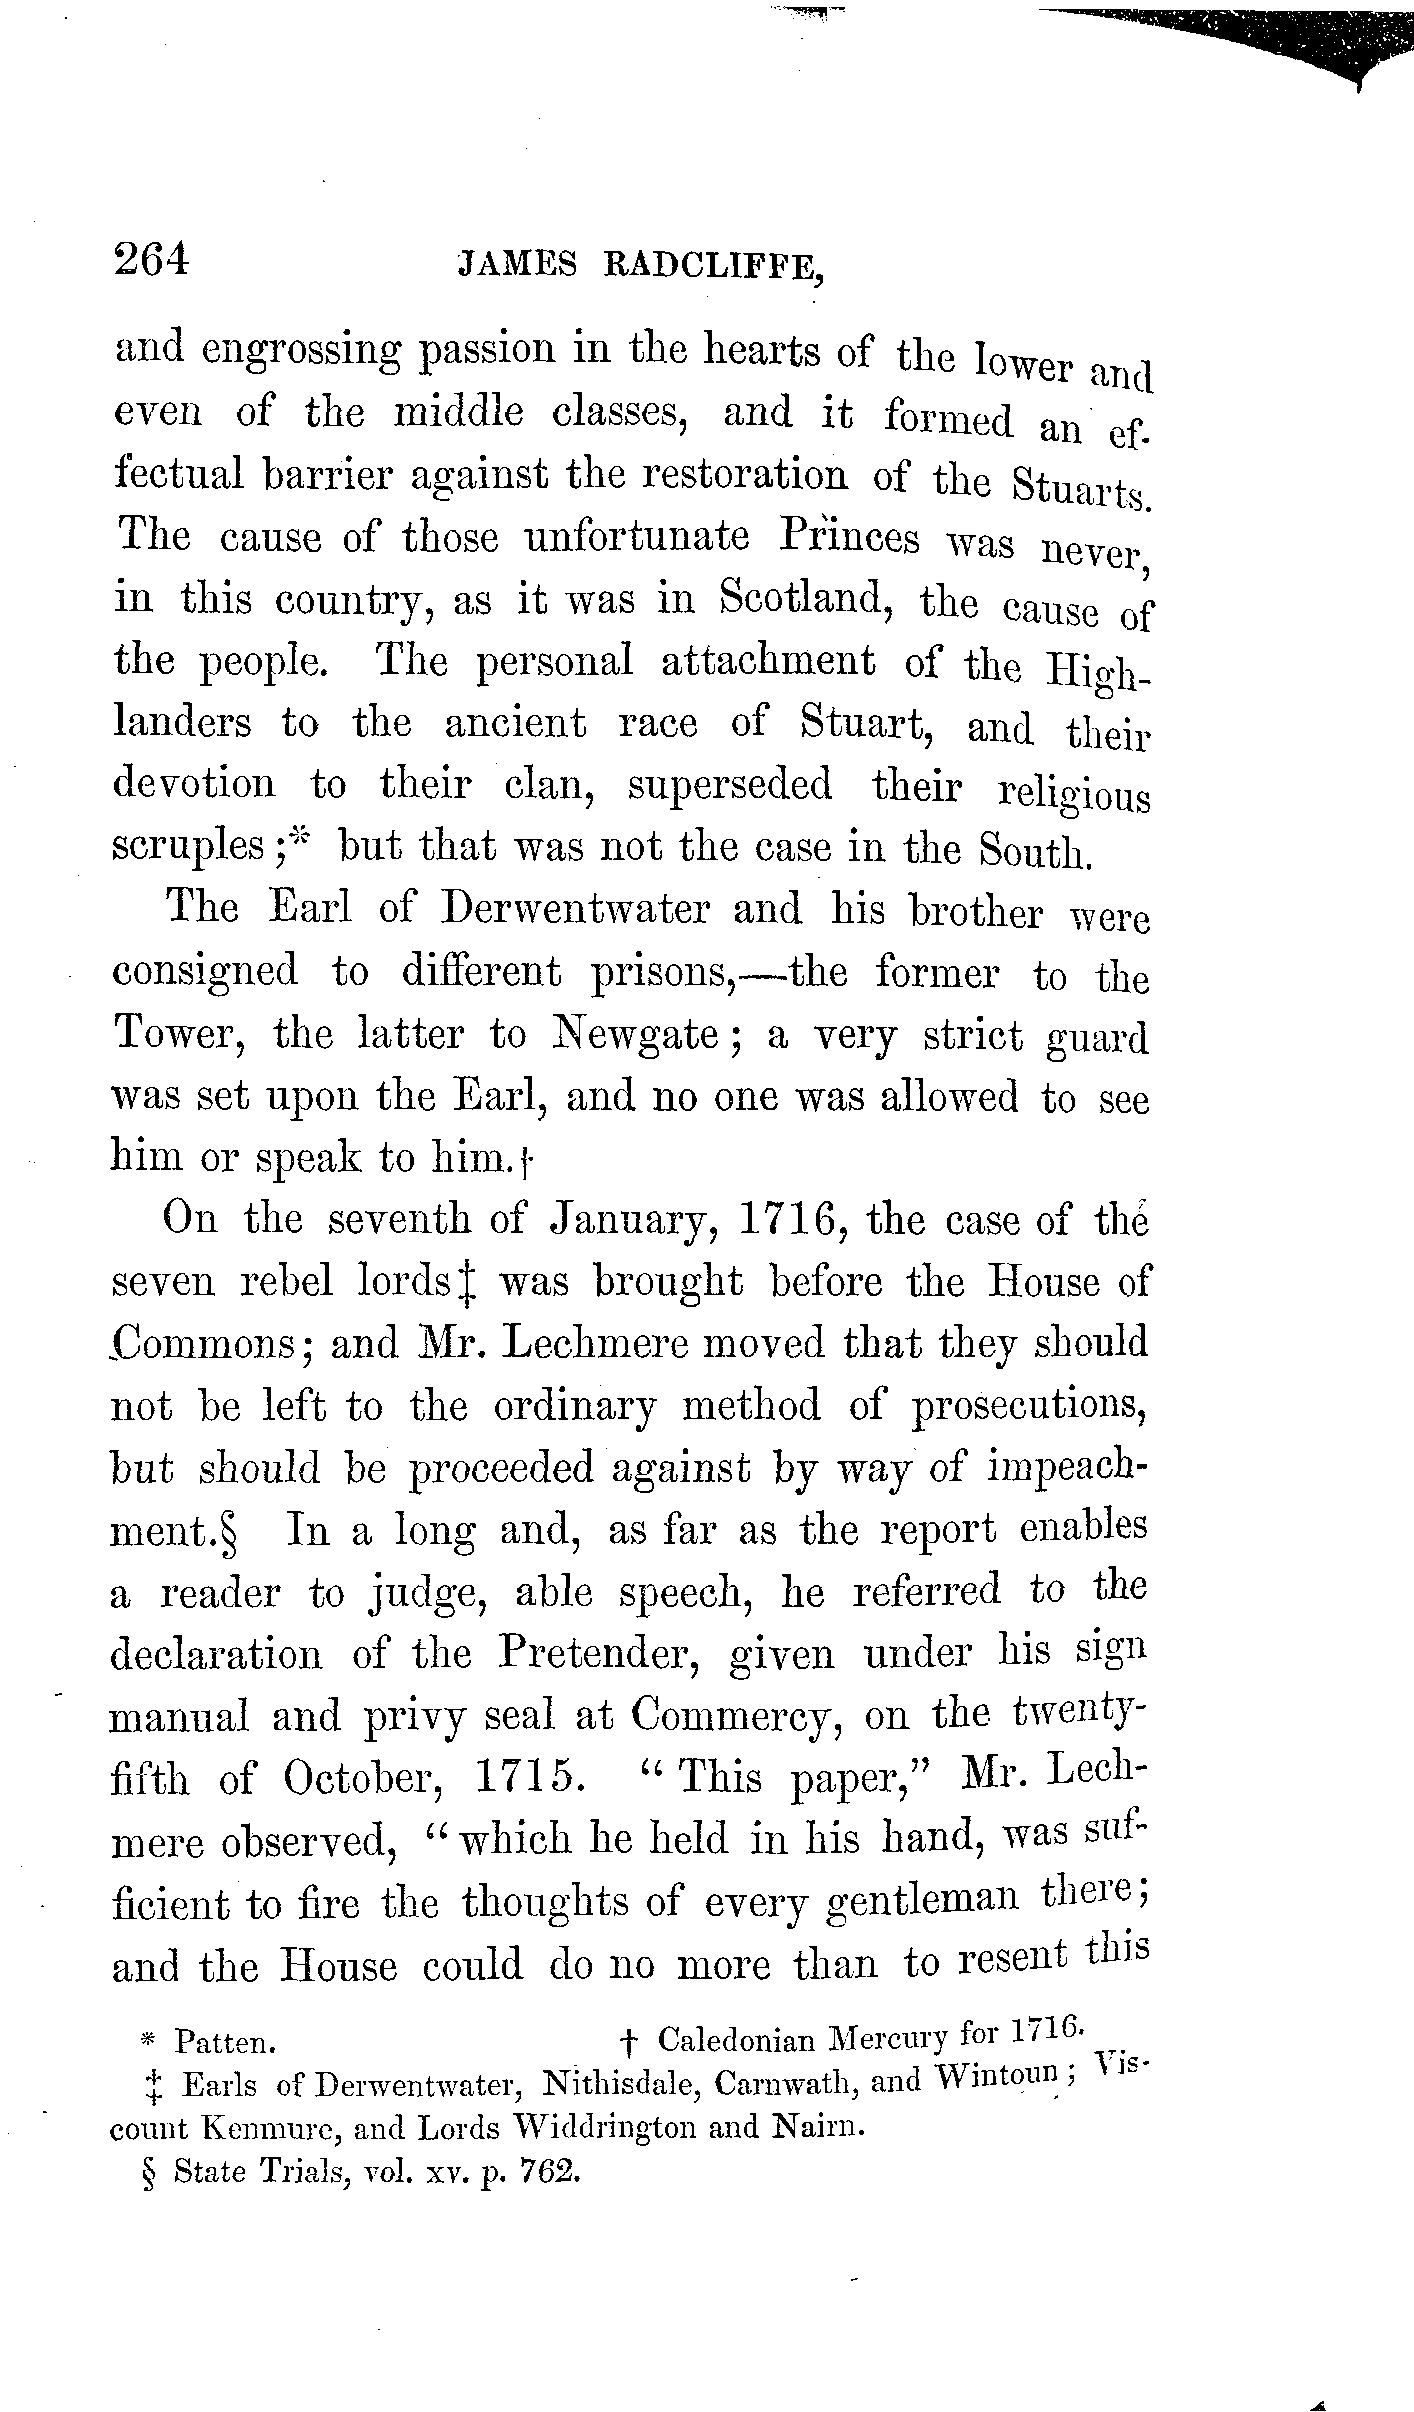 264 JAMES RADCLIFFE,
and engrossing passion in the hearts of the lower and
even of the middle classes, and it formed an ef-
fectual barrier against the restoration of the Stuarts.
The cause of those unfortunate Princes was never,
in this country, as it was in Scotland, the cause of
the people. The personal attachment of the High-
landers to the ancient race of Stuart, and their
devotion to their clan, superseded their religious
scruples;* but that was not the case in the South.
The Earl of Derwentwater and his brother were
consigned to different prisons,—the former to the
Tower, the latter to Newgate; a very strict guard
was set upon the Earl, and no one was allowed to see
him or speak to him.†
On the seventh of January, 1716, the case of the
seven rebel lords‡ was brought before the House of
Commons; and Mr. Lechmere moved that they should
not be left to the ordinary method of prosecutions,
but should be proceeded against by way of impeach-
ment.§ In a long and, as far as the report enables
a reader to judge, able speech, he referred to the
declaration of the Pretender, given under his sign
manual and privy seal at Commercy, on the twenty-
fifth of October, 1715. “This paper,” Mr. Lech-
mere observed, “which he held in his hand, was suf-
ficient to fire the thoughts of every gentleman there;
and the House could do no more than to resent this
* Patten. † Caledonian Mercury for 1716.
‡ Earls of Derwentwater, Nithisdale, Carnwath, and Wintoun; Vis-
count Kenmure, and Lords Widdrington and Nairn.
§ State Trials, vol. xv. p. 762.